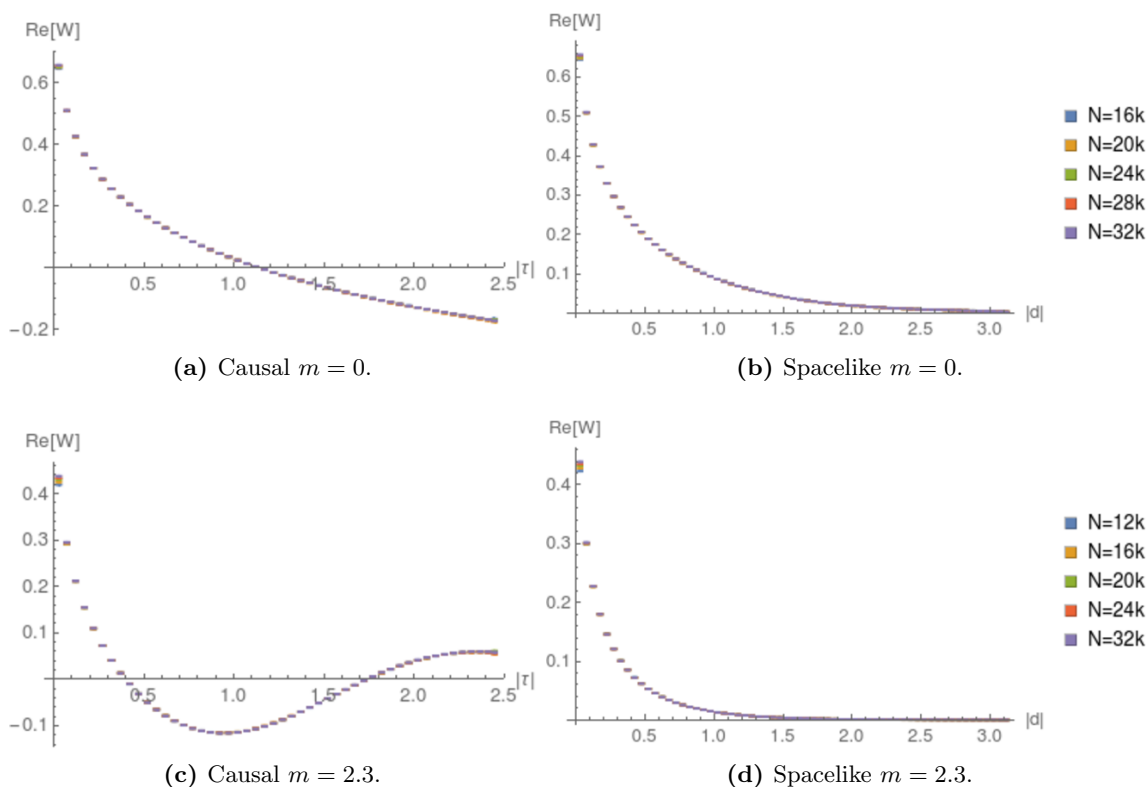 Re[W]
0.6
0.4
0.2
−0.2
0.5
1.0
1.5
2.0
2.5
|τ|
(a) Causal m = 0.
Re[W]
0.6
0.5
0.4
0.3
0.2
0.1
0.5
1.0
1.5
2.0
2.5
3.0
|d|
(b) Spacelike m = 0.
N=16k
N=20k
N=24k
N=28k
N=32k
Re[W]
0.4
0.3
0.2
0.1
−0.1
0.5
1.0
1.5
2.0
2.5
|τ|
(c) Causal m = 2.3.
Re[W]
0.4
0.3
0.2
0.1
0.5
1.0
1.5
2.0
2.5
3.0
|d|
(d) Spacelike m = 2.3.
N=12k
N=16k
N=20k
N=24k
N=32k